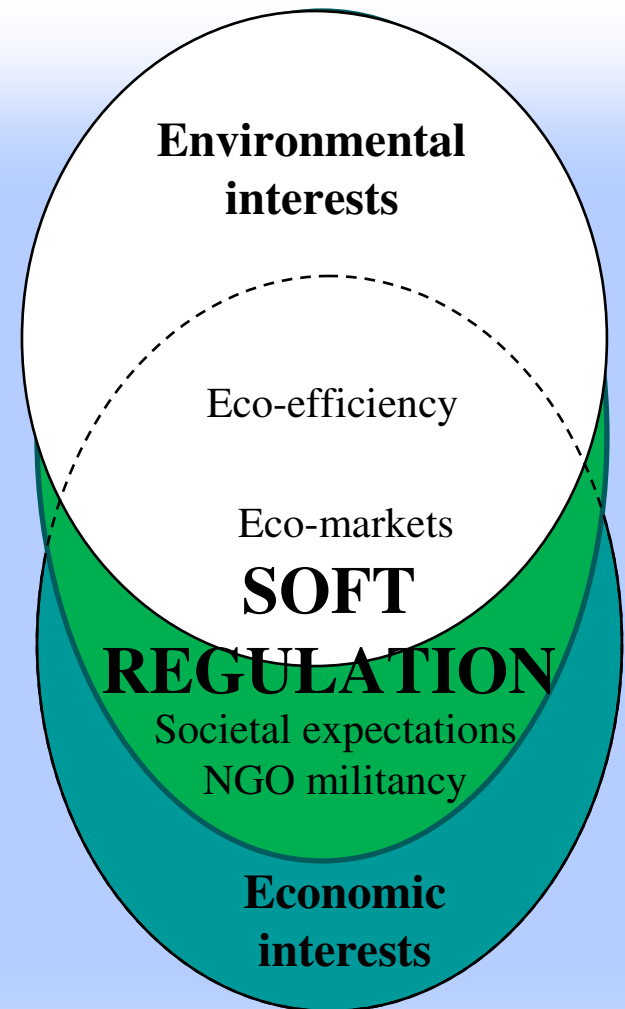 Environmental
interests
Eco-efficiency
Eco-markets
SOFT
REGULATION
Societal expectations
NGO militancy
Economic
interests